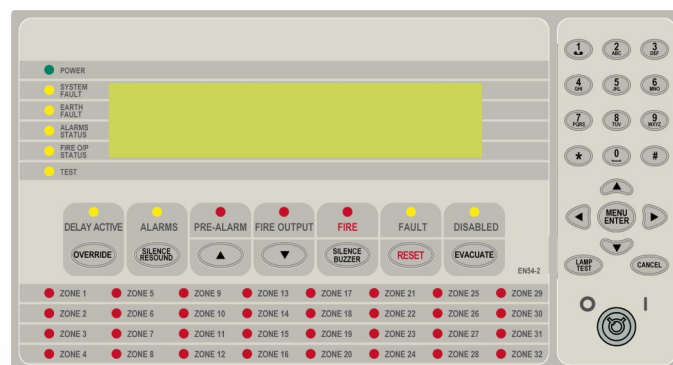 POWER
SYSTEM
FAULT
EARTH
FAULT
ALARMS
STATUS
FIRE O/P
STATUS
TEST
DELAY ACTIVE ALARMS PRE-ALARM FIRE OUTPUT FIRE FAULT DISABLED
OVERRIDE SILENCE RESOUND ▲ ▼ SILENCE BUZZER RESET EVACUATE
EN54-2
ZONE 1 ZONE 5 ZONE 9 ZONE 13 ZONE 17 ZONE 21 ZONE 25 ZONE 29
ZONE 2 ZONE 6 ZONE 10 ZONE 14 ZONE 18 ZONE 22 ZONE 26 ZONE 30
ZONE 3 ZONE 7 ZONE 11 ZONE 15 ZONE 19 ZONE 23 ZONE 27 ZONE 31
ZONE 4 ZONE 8 ZONE 12 ZONE 16 ZONE 20 ZONE 24 ZONE 28 ZONE 32
1 2 ABC 3 DEF
4 GHI 5 JKL 6 MNO
7 PQRS 8 TUV 9 WXYZ
* 0 #
MENU
ENTER
LAMP
TEST
CANCEL
O I